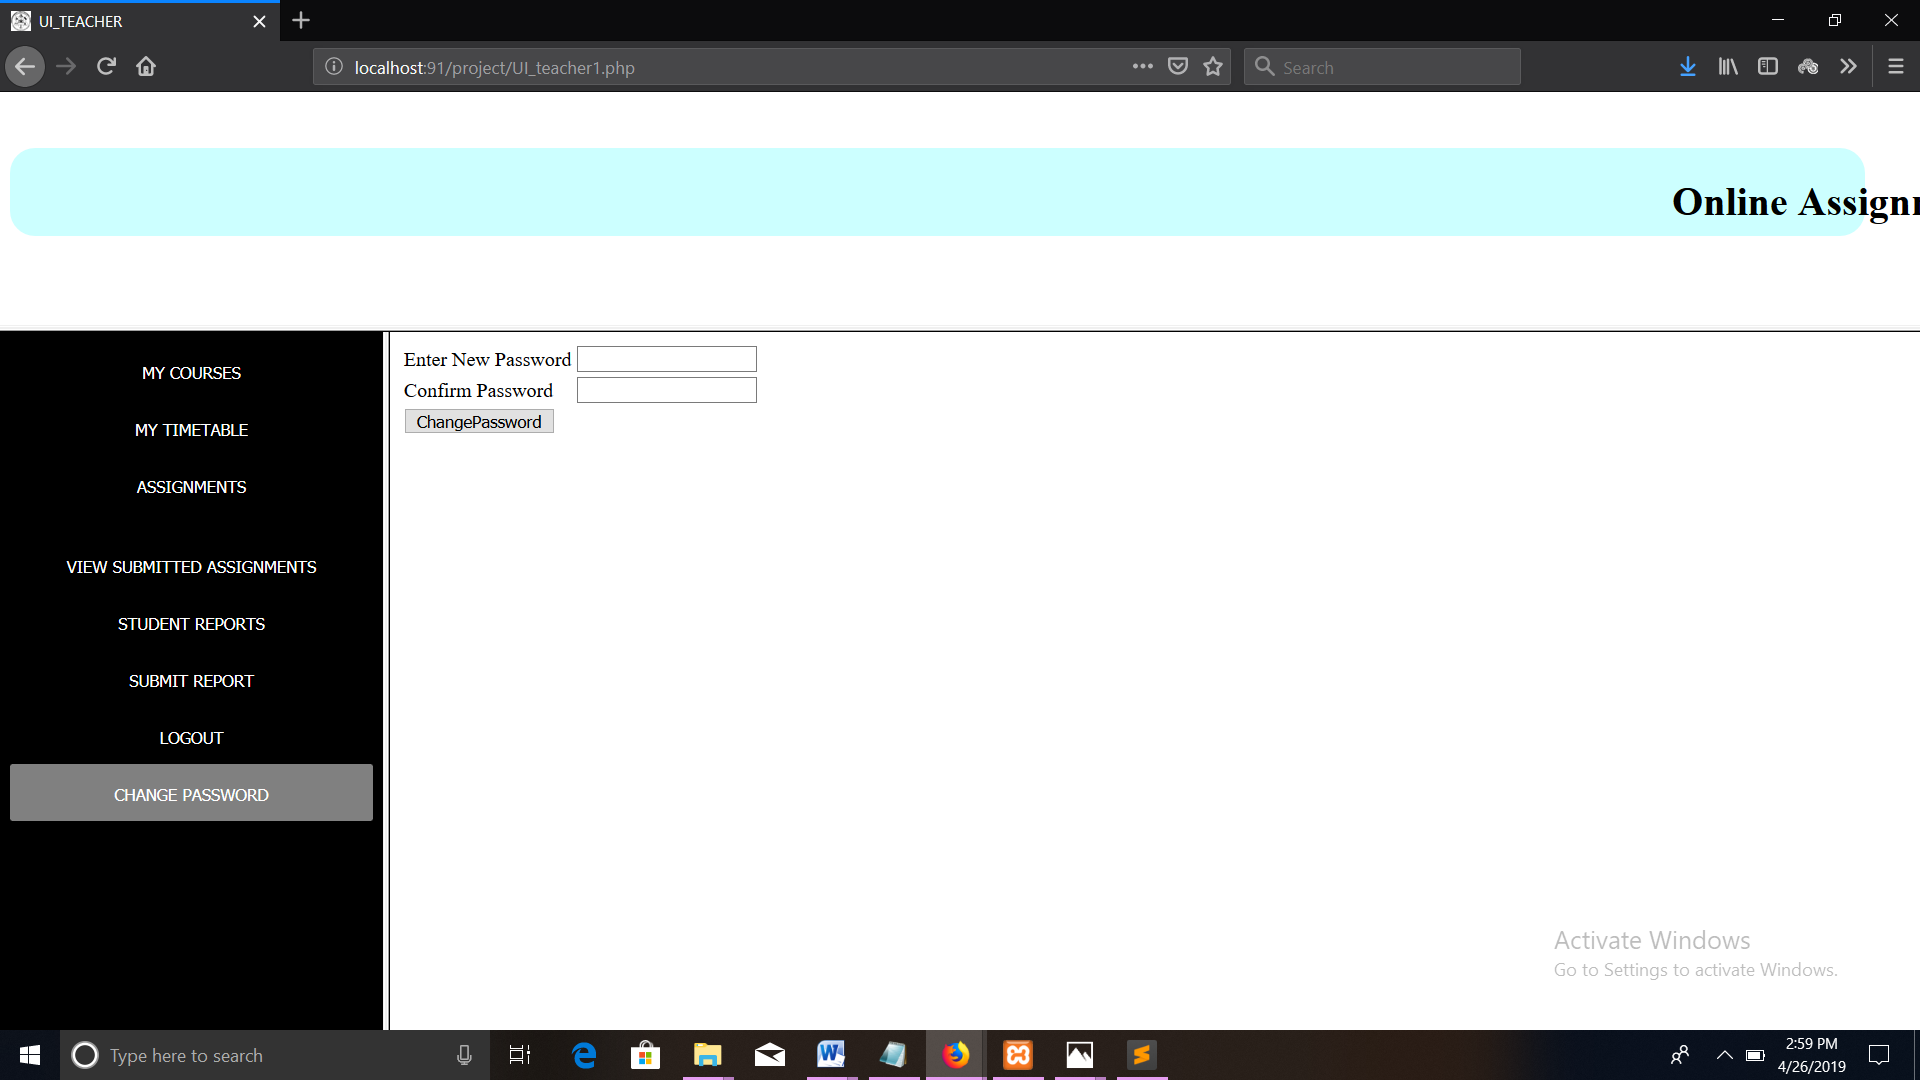 UI_TEACHER
localhost:91/project/UI_teacher1.php
Search
Online
MY COURSES
MY TIMETABLE
ASSIGNMENTS
VIEW SUBMITTED ASSIGNMENTS
STUDENT REPORTS
SUBMIT REPORT
LOGOUT
CHANGE PASSWORD
Enter New Password
Confirm Password
ChangePassword
Activate Windows
Go to Settings to activate Windows.
Type here to search
2:59 PM
4/26/2019